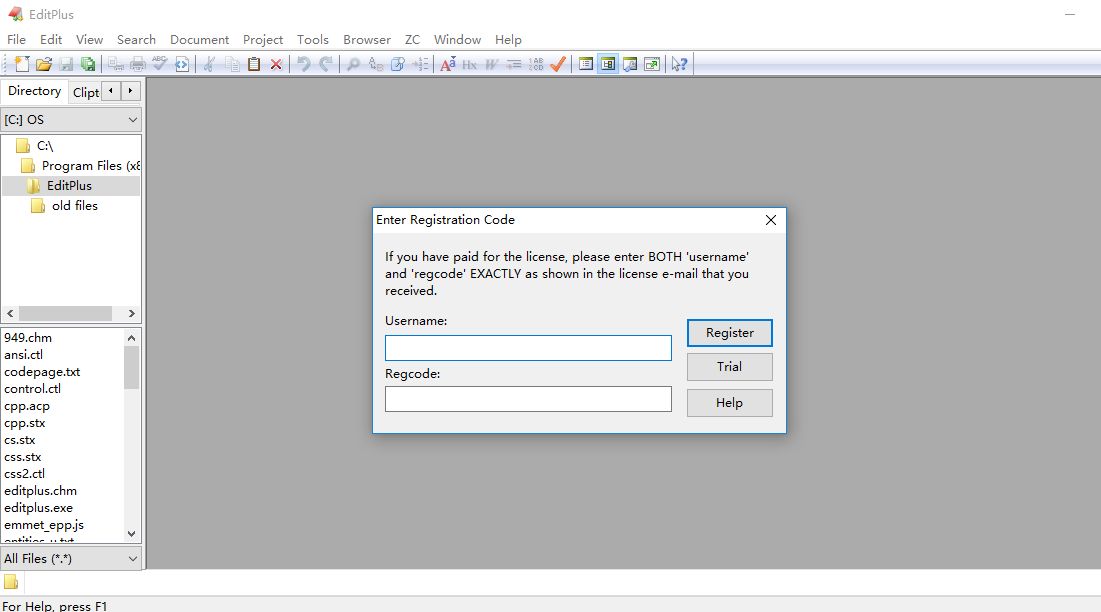 EditPlus
File Edit View Search Document Project Tools Browser ZC Window Help
Directory Clipt
[C:] OS
C:\
Program Files (x8
EditPlus
old files
949.chm
ansi.ctl
codepage.txt
control.ctl
cpp.acp
cpp.stx
cs.stx
css.stx
css2.ctl
editplus.chm
editplus.exe
emmet_epp.js
entities_u.txt
All Files (*.*)
For Help, press F1
Enter Registration Code
If you have paid for the license, please enter BOTH 'username'
and 'regcode' EXACTLY as shown in the license e-mail that you
received.
Username:
Register
Trial
Regcode:
Help